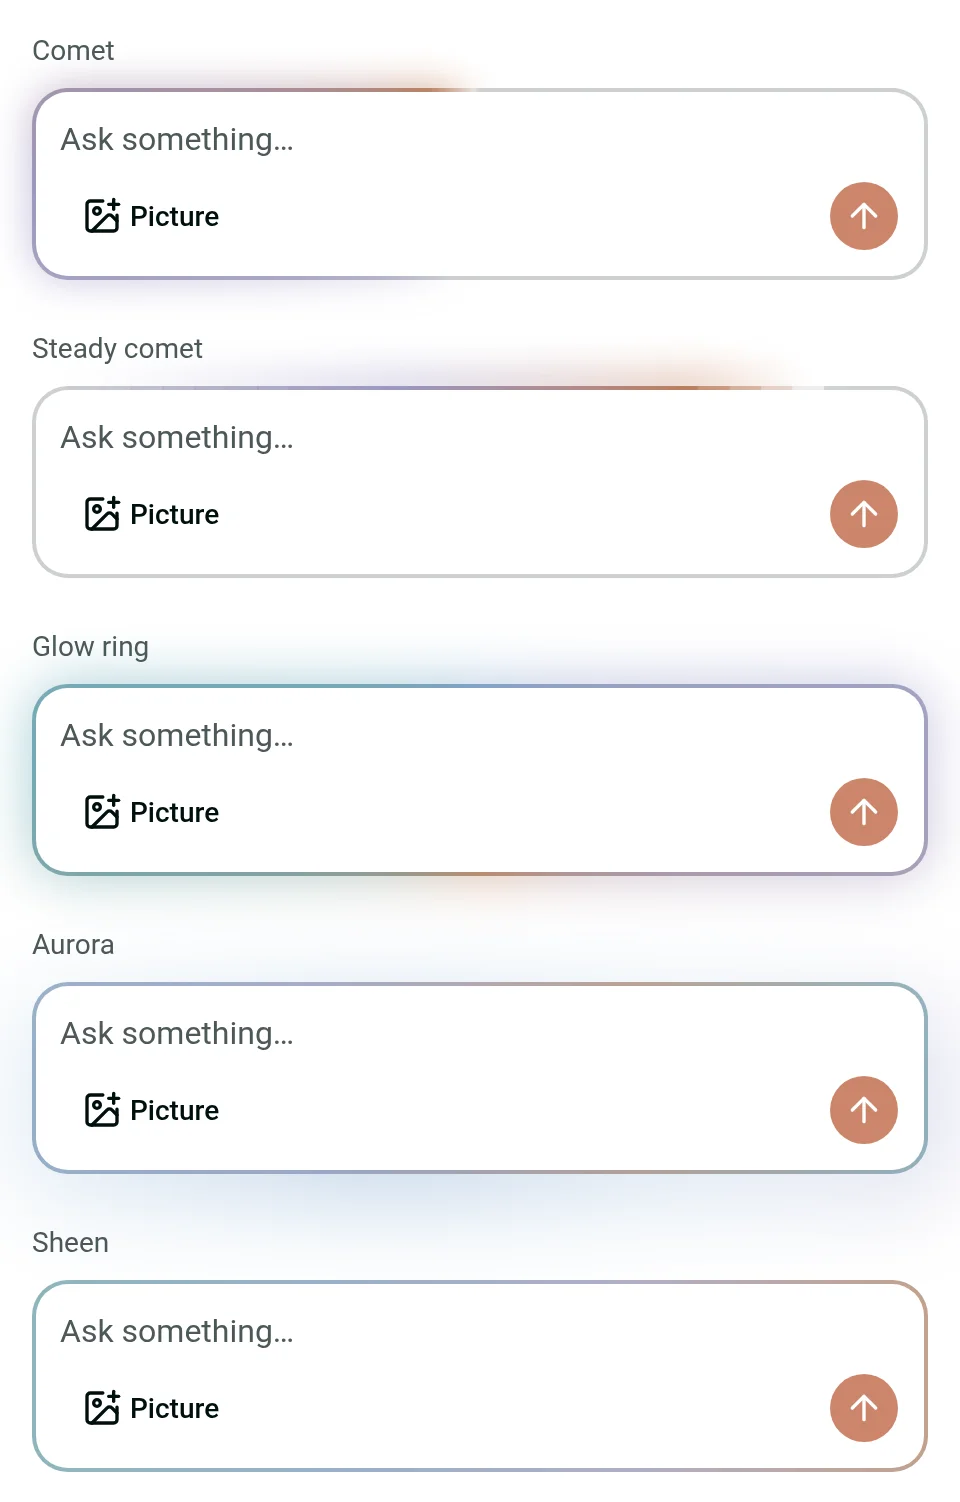 Comet
Ask something...
Picture
Steady comet
Ask something...
Picture
Glow ring
Ask something...
Picture
Aurora
Ask something...
Picture
Sheen
Ask something...
Picture